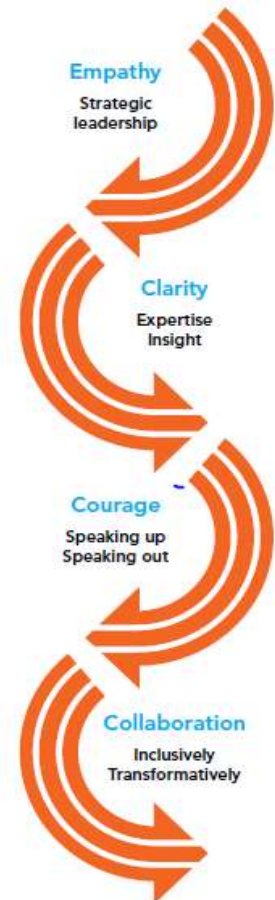 Empathy
Strategic
leadership
Clarity
Expertise
Insight
Courage
Speaking up
Speaking out
Collaboration
Inclusively
Transformatively